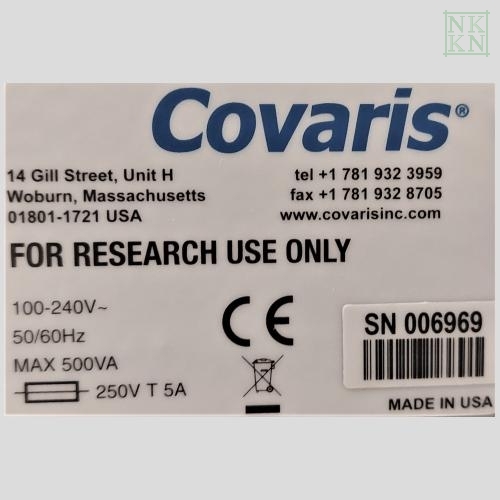 NK
KN
Covaris®
14 Gill Street, Unit H
Woburn, Massachusetts
01801-1721 USA
tel +1 781 932 3959
fax +1 781 932 8705
www.covarisinc.com
FOR RESEARCH USE ONLY
100-240V~
50/60Hz
MAX 500VA
250V T 5A
CE
SN 006969
MADE IN USA